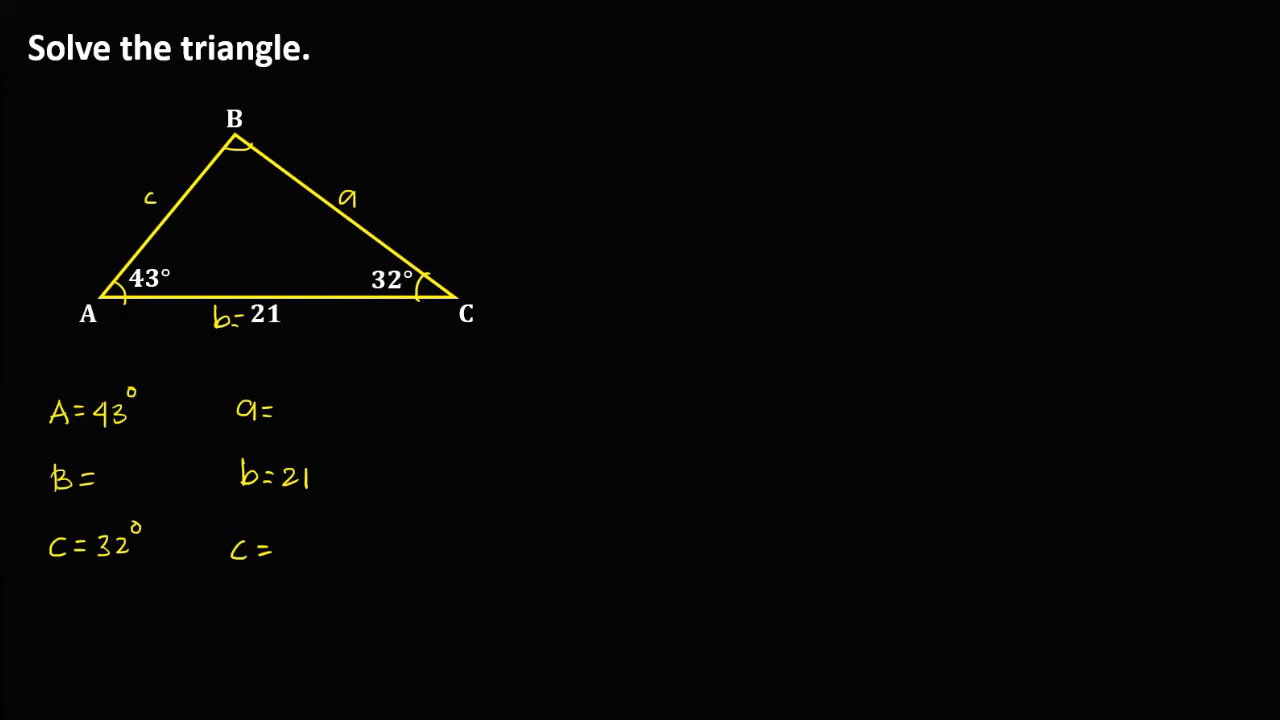 Solve the triangle.
B
c
a
43°
32°
A
b=21
C
A=43°
a=
B=
b=21
C=32°
c=